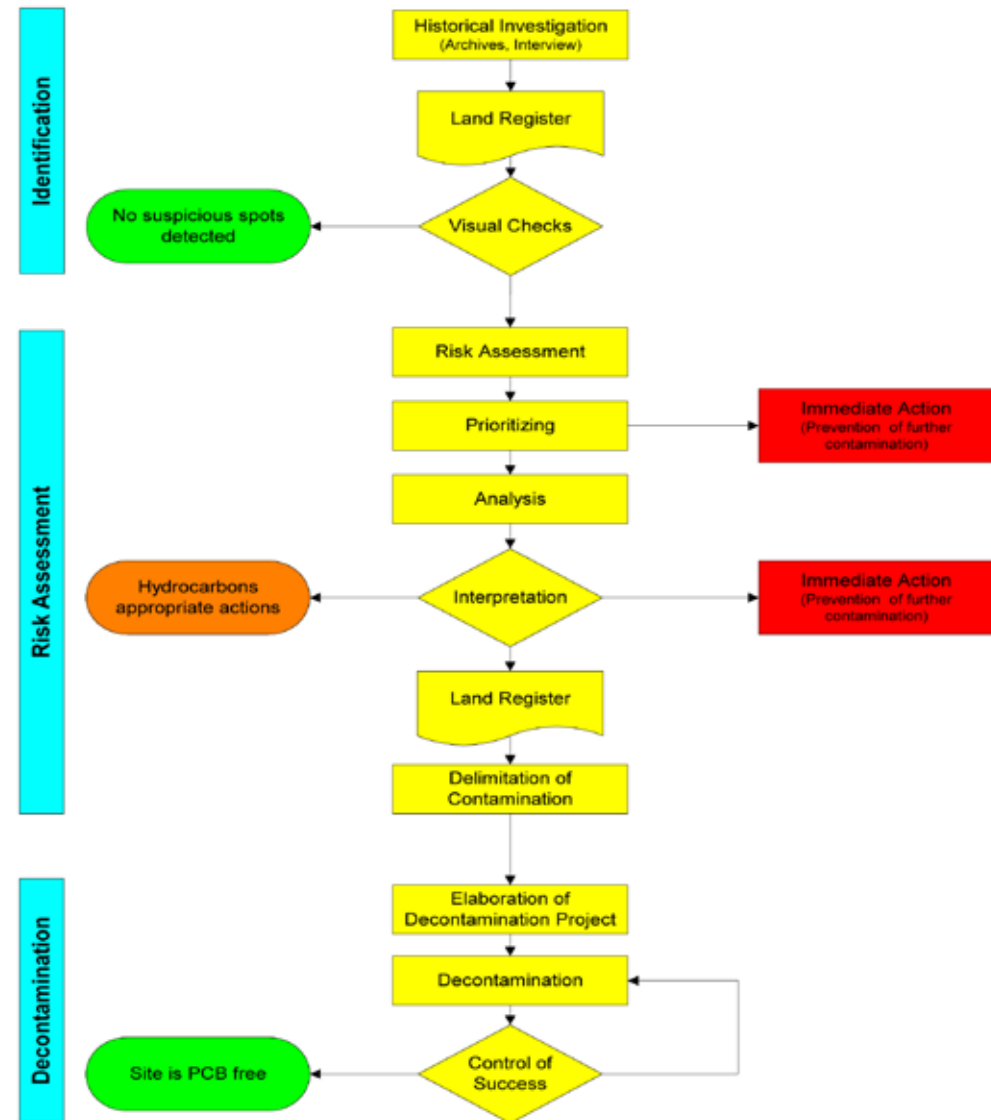 Identification
Historical Investigation
(Archives, Interview)
Land Register
Visual Checks
No suspicious spots
detected
Risk Assessment
Risk Assessment
Prioritizing
Immediate Action
(Prevention of further
contamination)
Analysis
Interpretation
Hydrocarbons
appropriate actions
Immediate Action
(Prevention of further
contamination)
Land Register
Delimitation of
Contamination
Decontamination
Elaboration of
Decontamination Project
Decontamination
Control of
Success
Site is PCB free